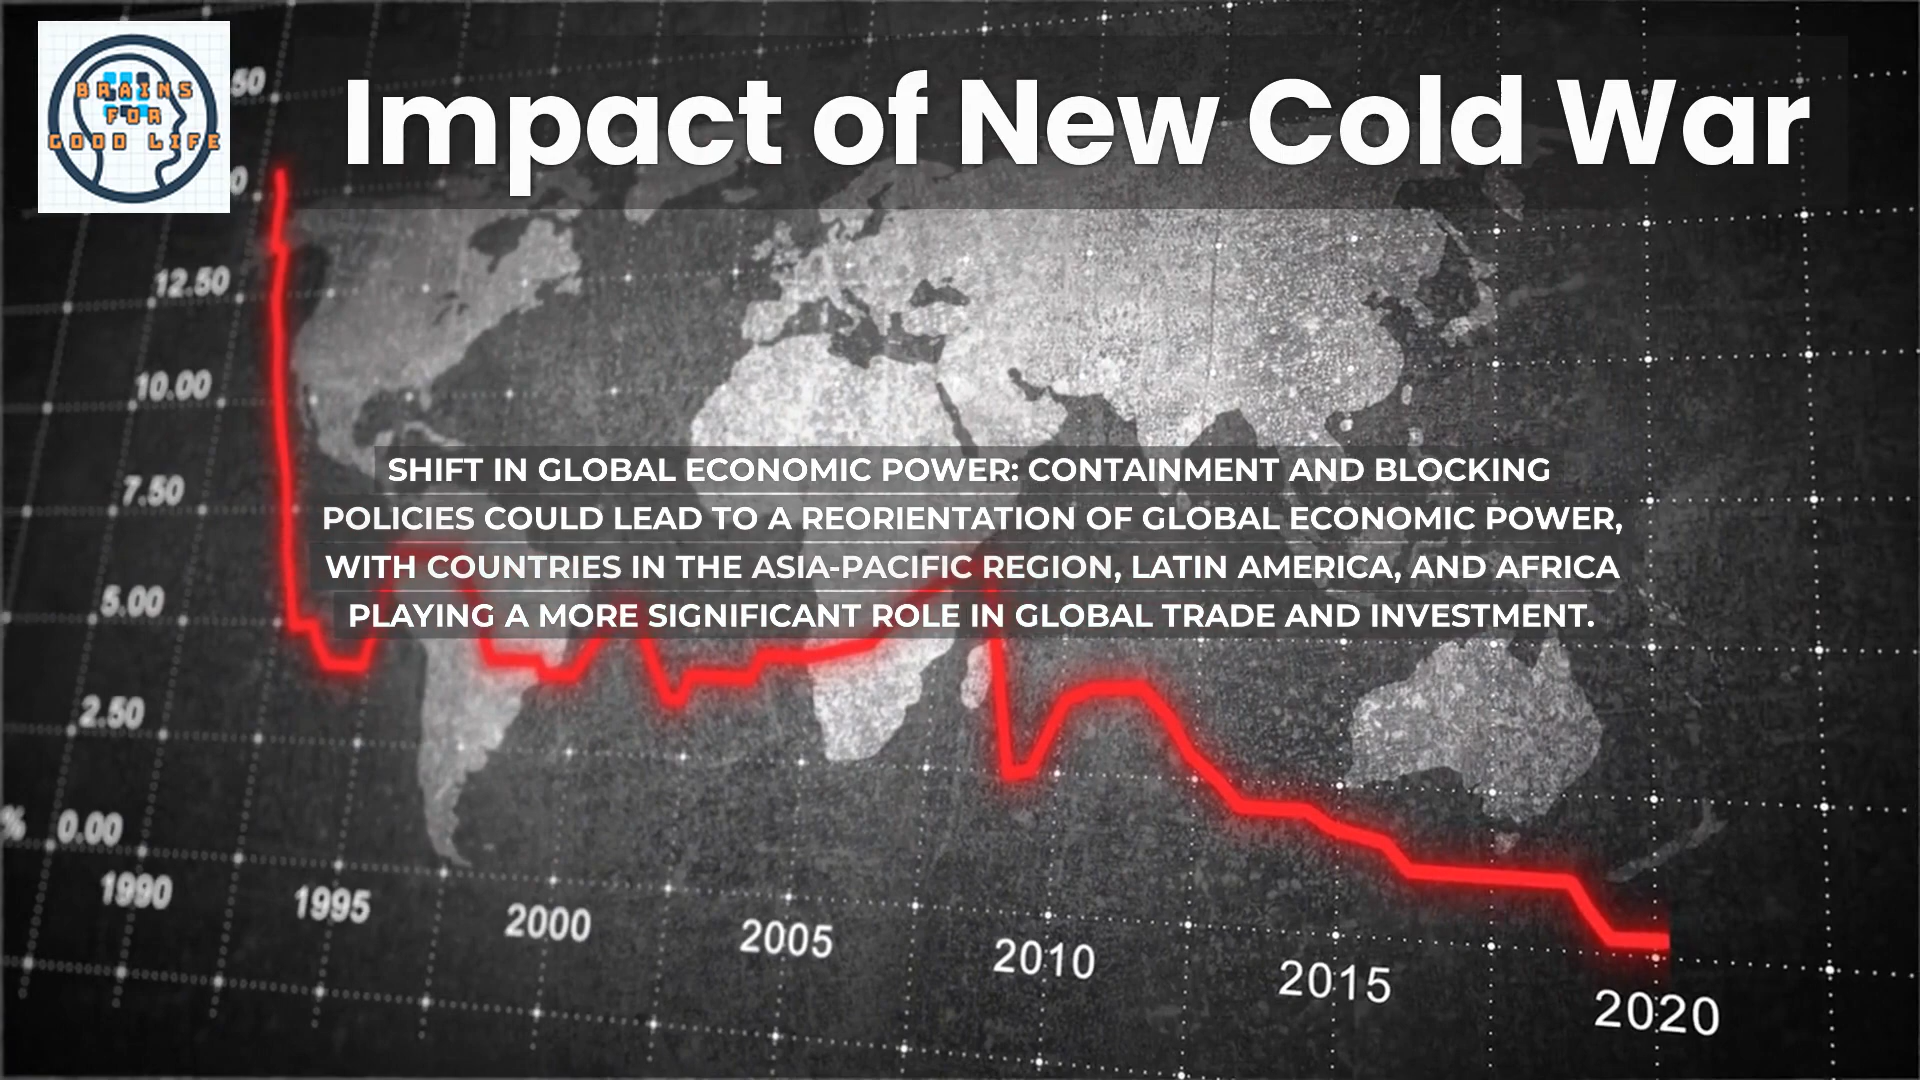 BRAINS
FOR
GOOD LIFE
Impact of New Cold War
SHIFT IN GLOBAL ECONOMIC POWER: CONTAINMENT AND BLOCKING
POLICIES COULD LEAD TO A REORIENTATION OF GLOBAL ECONOMIC POWER,
WITH COUNTRIES IN THE ASIA-PACIFIC REGION, LATIN AMERICA, AND AFRICA
PLAYING A MORE SIGNIFICANT ROLE IN GLOBAL TRADE AND INVESTMENT.
12.50
10.00
7.50
5.00
2.50
% 0.00
1990
1995
2000
2005
2010
2015
2020